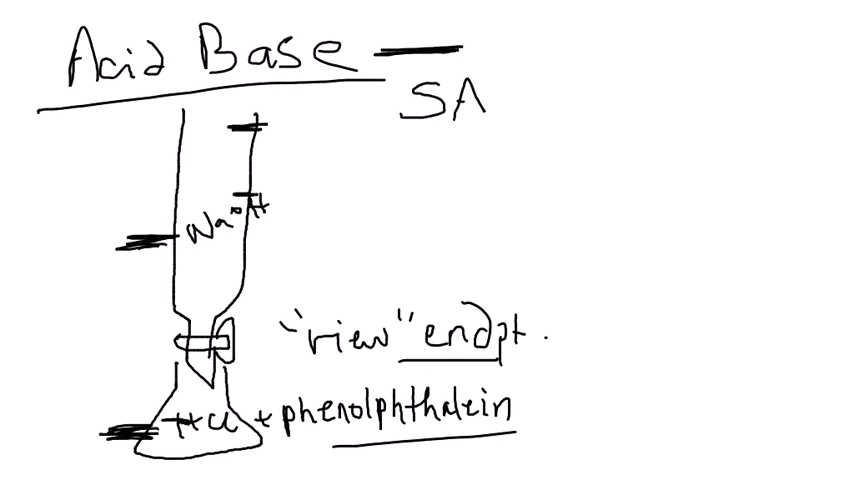 Acid Base
SA
NaOH
"view" endpt.
HCl + phenolphthalein